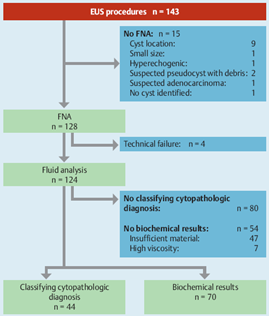 EUS procedures n = 143
No FNA: n = 15
Cyst location: 9
Small size: 1
Hyperechogenic: 1
Suspected pseudocyst with debris: 2
Suspected adenocarcinoma: 1
No cyst identified: 1
FNA
n = 128
Technical failure: n = 4
Fluid analysis
n = 124
No classifying cytopathologic
diagnosis: n = 80
No biochemical results: n = 54
Insufficient material: 47
High viscosity: 7
Classifying cytopathologic
diagnosis
n = 44
Biochemical results
n = 70